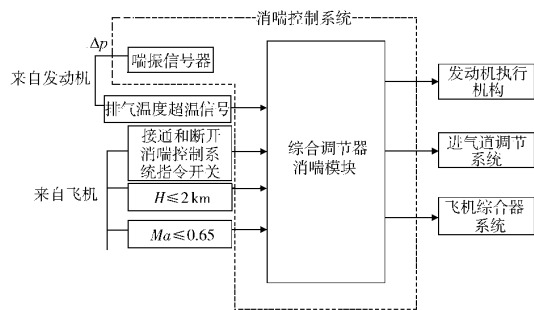 消喘控制系统
Δp
喘振信号器
来自发动机
排气温度超温信号
接通和断开
消喘控制系
统指令开关
来自飞机
H≤2 km
Ma≤0.65
综合调节器
消喘模块
发动机执行
机构
进气道调节
系统
飞机综合器
系统